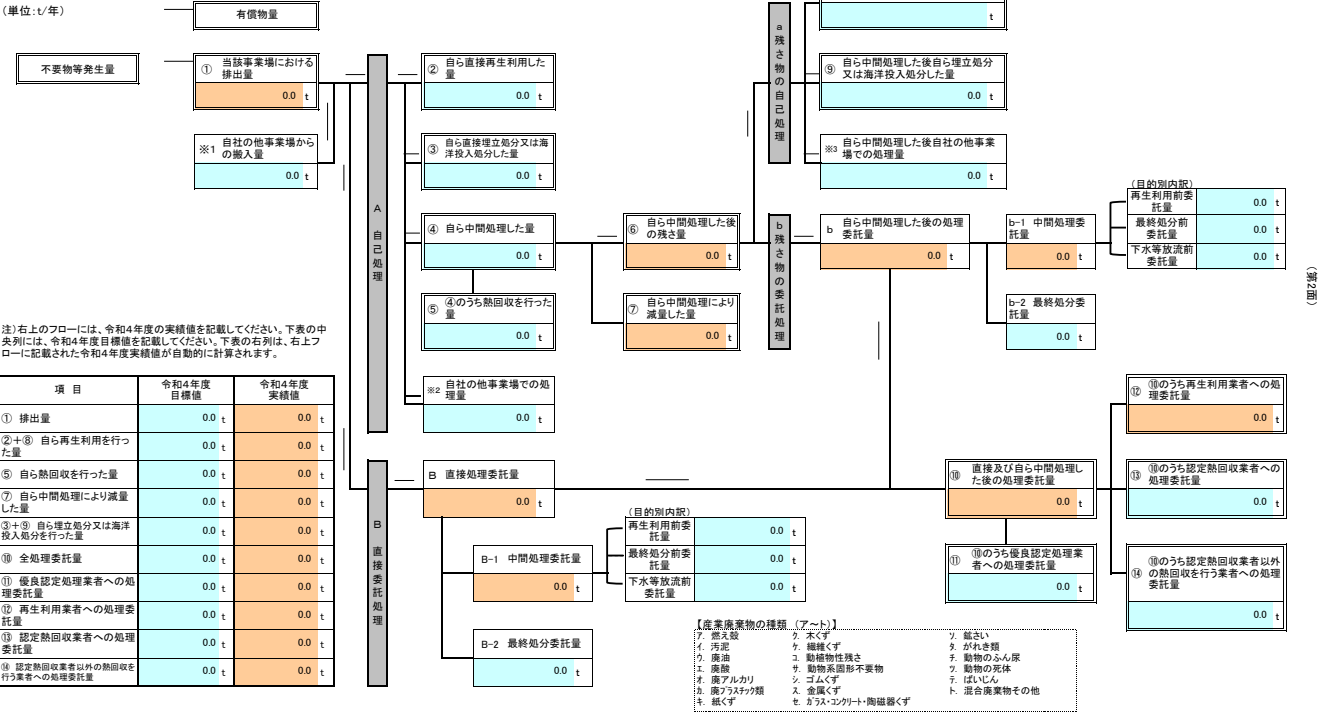 (単位:t/年)
有償物量
不要物等発生量
① 当該事業場における
排出量
0.0 t
※1 自社の他事業場から
の搬入量
0.0 t
A 自己処理
② 自ら直接再生利用した
量
0.0 t
③ 自ら直接埋立処分又は海
洋投入処分した量
0.0 t
④ 自ら中間処理した量
0.0 t
⑤ ④のうち熱回収を行った
量
0.0 t
※2 自社の他事業場での処
理量
0.0 t
⑥ 自ら中間処理した後
の残さ量
0.0 t
⑦ 自ら中間処理により
減量した量
0.0 t
a 残さ物の自己処理
t
⑨ 自ら中間処理した後自ら埋立処分
又は海洋投入処分した量
0.0 t
※3 自ら中間処理した後自社の他事業
場での処理量
0.0 t
b 残さ物の委託処理
b 自ら中間処理した後の処理
委託量
0.0 t
b-1 中間処理委
託量
0.0 t
b-2 最終処分委
託量
0.0 t
(目的別内訳)
再生利用前委
託量
0.0 t
最終処分前
委託量
0.0 t
下水等放流前
委託量
0.0 t
(第2面)
注)右上のフローには、令和4年度の実績値を記載してください。下表の中
央列には、令和4年度目標値を記載してください。下表の右列は、右上フ
ローに記載された令和4年度実績値が自動的に計算されます。
項 目 令和4年度
目標値 令和4年度
実績値
① 排出量 0.0 t 0.0 t
②+⑧ 自ら再生利用を行っ
た量 0.0 t 0.0 t
⑤ 自ら熱回収を行った量 0.0 t 0.0 t
⑦ 自ら中間処理により減量
した量 0.0 t 0.0 t
③+⑨ 自ら埋立処分又は海洋
投入処分を行った量 0.0 t 0.0 t
⑩ 全処理委託量 0.0 t 0.0 t
⑪ 優良認定処理業者への処
理委託量 0.0 t 0.0 t
⑫ 再生利用業者への処理委
託量 0.0 t 0.0 t
⑬ 認定熱回収業者への処理
委託量 0.0 t 0.0 t
⑭ 認定熱回収業者以外の熱回収を
行う業者への処理委託量 0.0 t 0.0 t
B 直接委託処理
B 直接処理委託量
0.0 t
B-1 中間処理委託量
0.0 t
B-2 最終処分委託量
0.0 t
(目的別内訳)
再生利用前委
託量
0.0 t
最終処分前委
託量
0.0 t
下水等放流前
委託量
0.0 t
⑩ 直接及び自ら中間処理し
た後の処理委託量
0.0 t
⑪ ⑩のうち優良認定処理業
者への処理委託量
0.0 t
⑫ ⑩のうち再生利用業者への処
理委託量
0.0 t
⑬ ⑩のうち認定熱回収業者への
処理委託量
0.0 t
⑭ ⑩のうち認定熱回収業者以外
の熱回収を行う業者への処理
委託量
0.0 t
【産業廃棄物の種類 (ア~ト)】
ア. 燃え殻 ク. 木くず ソ. 鉱さい
イ. 汚泥 ケ. 繊維くず タ. がれき類
ウ. 廃油 コ. 動植物性残さ チ. 動物のふん尿
エ. 廃酸 サ. 動物系固形不要物 ツ. 動物の死体
オ. 廃アルカリ シ. ゴムくず テ. ばいじん
カ. 廃プラスチック類 ス. 金属くず ト. 混合廃棄物その他
キ. 紙くず セ. ガラス・コンクリート・陶磁器くず